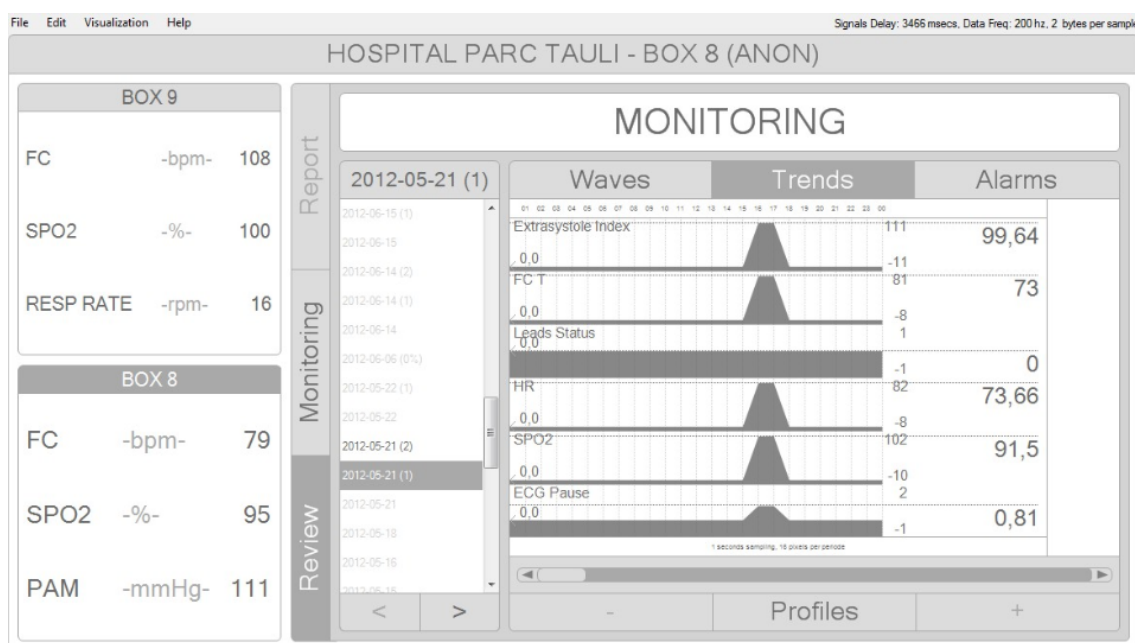 File Edit Visualization Help
Signals Delay: 3466 msecs, Data Freq: 200 hz, 2 bytes per sample
HOSPITAL PARC TAULI - BOX 8 (ANON)
BOX 9
FC -bpm- 108
SPO2 -%- 100
RESP RATE -rpm- 16
BOX 8
FC -bpm- 79
SPO2 -%- 95
PAM -mmHg- 111
Report
Monitoring
Review
MONITORING
2012-05-21 (1)
2012-06-15 (1)
2012-06-15
2012-06-14 (2)
2012-06-14 (1)
2012-06-14
2012-06-06 (0%)
2012-05-22 (1)
2012-05-22
2012-05-21 (2)
2012-05-21 (1)
2012-05-21
2012-05-18
2012-05-16
2012-05-15
< >
Waves Trends Alarms
01 02 03 04 05 06 07 08 09 10 11 12 13 14 15 16 17 18 19 20 21 22 23 00
Extrasystole Index 111 99,64
0,0 -11
FC T 81 73
0,0 -8
Leads Status 1
0,0 -1 0
HR 82 73,66
0,0 -8
SPO2 102 91,5
0,0 -10
ECG Pause 2
0,0 -1 0,81
1 seconds sampling, 16 pixels per periode
- Profiles +